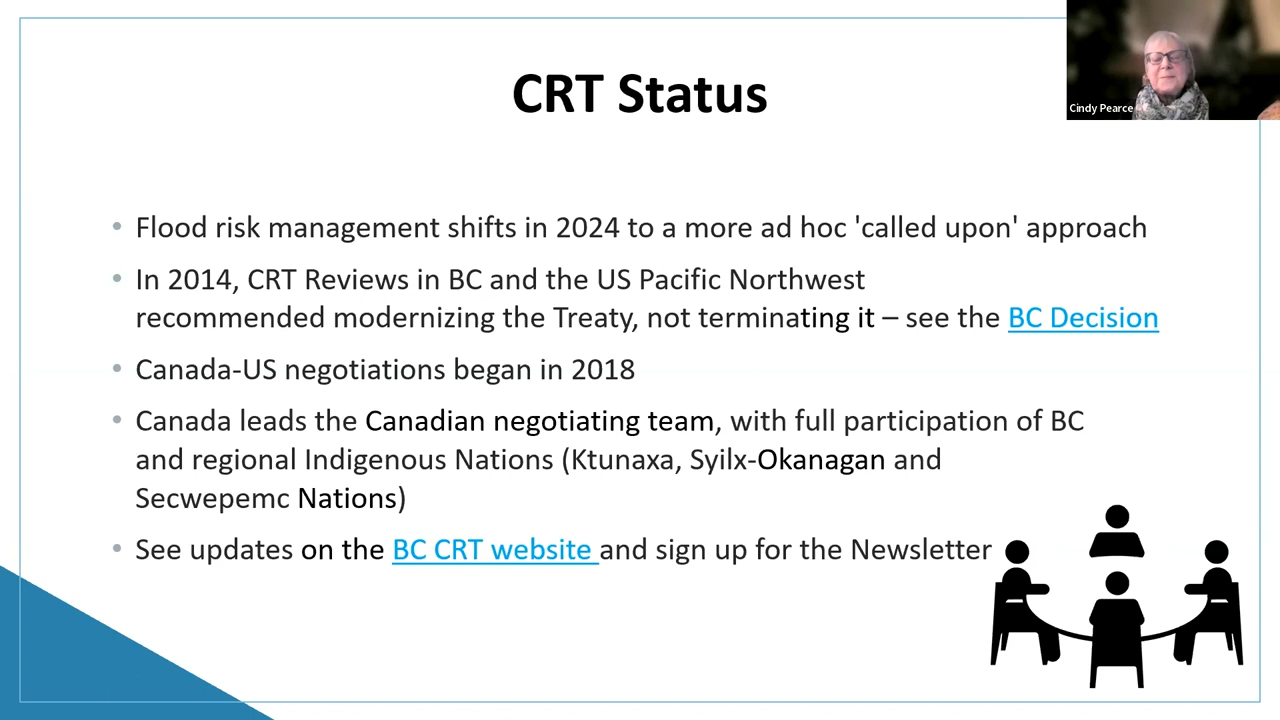 CRT Status
Cindy Pearce
• Flood risk management shifts in 2024 to a more ad hoc 'called upon' approach
• In 2014, CRT Reviews in BC and the US Pacific Northwest
recommended modernizing the Treaty, not terminating it – see the BC Decision
• Canada-US negotiations began in 2018
• Canada leads the Canadian negotiating team, with full participation of BC
and regional Indigenous Nations (Ktunaxa, Syilx-Okanagan and
Secwepemc Nations)
• See updates on the BC CRT website and sign up for the Newsletter